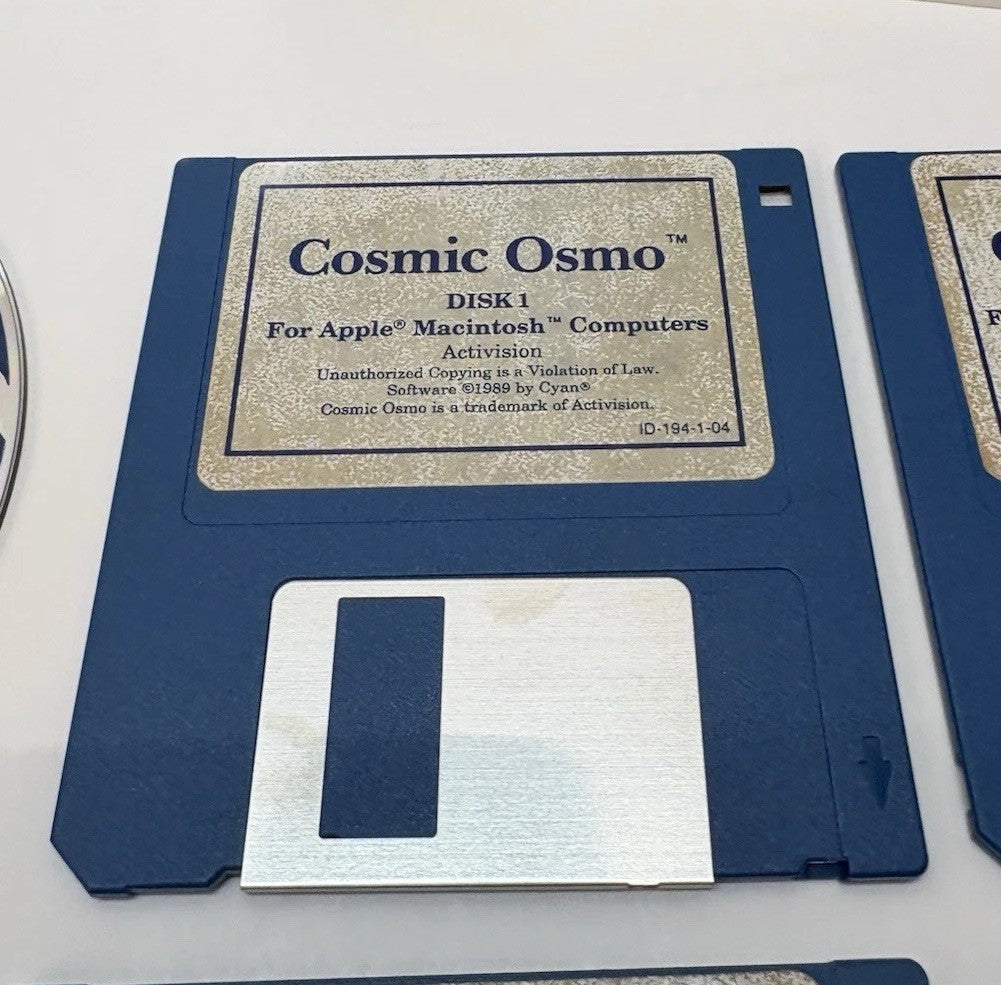 Cosmic Osmo™
DISK 1
For Apple® Macintosh™ Computers
Activision
Unauthorized Copying is a Violation of Law.
Software ©1989 by Cyan®
Cosmic Osmo is a trademark of Activision.
ID-194-1-04